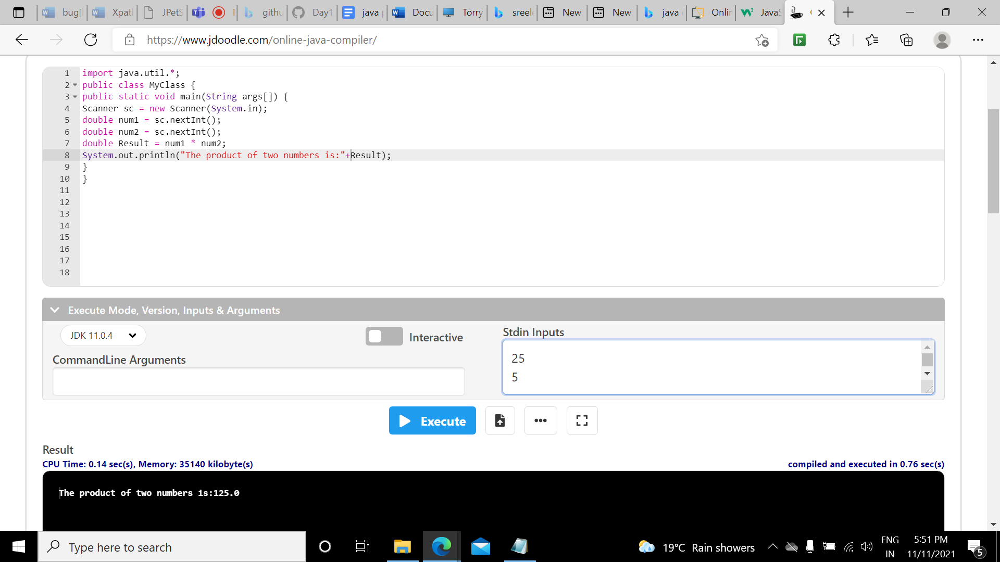 bug[
Xpat
JPetS
githu
Day1
java
Docu
Torry
sreele
New
New
java
Onlin
JavaS
https://www.jdoodle.com/online-java-compiler/
1 import java.util.*;
2 public class MyClass {
3 public static void main(String args[]) {
4 Scanner sc = new Scanner(System.in);
5 double num1 = sc.nextInt();
6 double num2 = sc.nextInt();
7 double Result = num1 * num2;
8 System.out.println("The product of two numbers is:"+Result);
9 }
10 }
11
12
13
14
15
16
17
18
Execute Mode, Version, Inputs & Arguments
JDK 11.0.4
Interactive
Stdin Inputs
CommandLine Arguments
25
5
Execute
Result
CPU Time: 0.14 sec(s), Memory: 35140 kilobyte(s)
compiled and executed in 0.76 sec(s)
The product of two numbers is:125.0
Type here to search
19°C Rain showers
ENG
IN
5:51 PM
11/11/2021
5